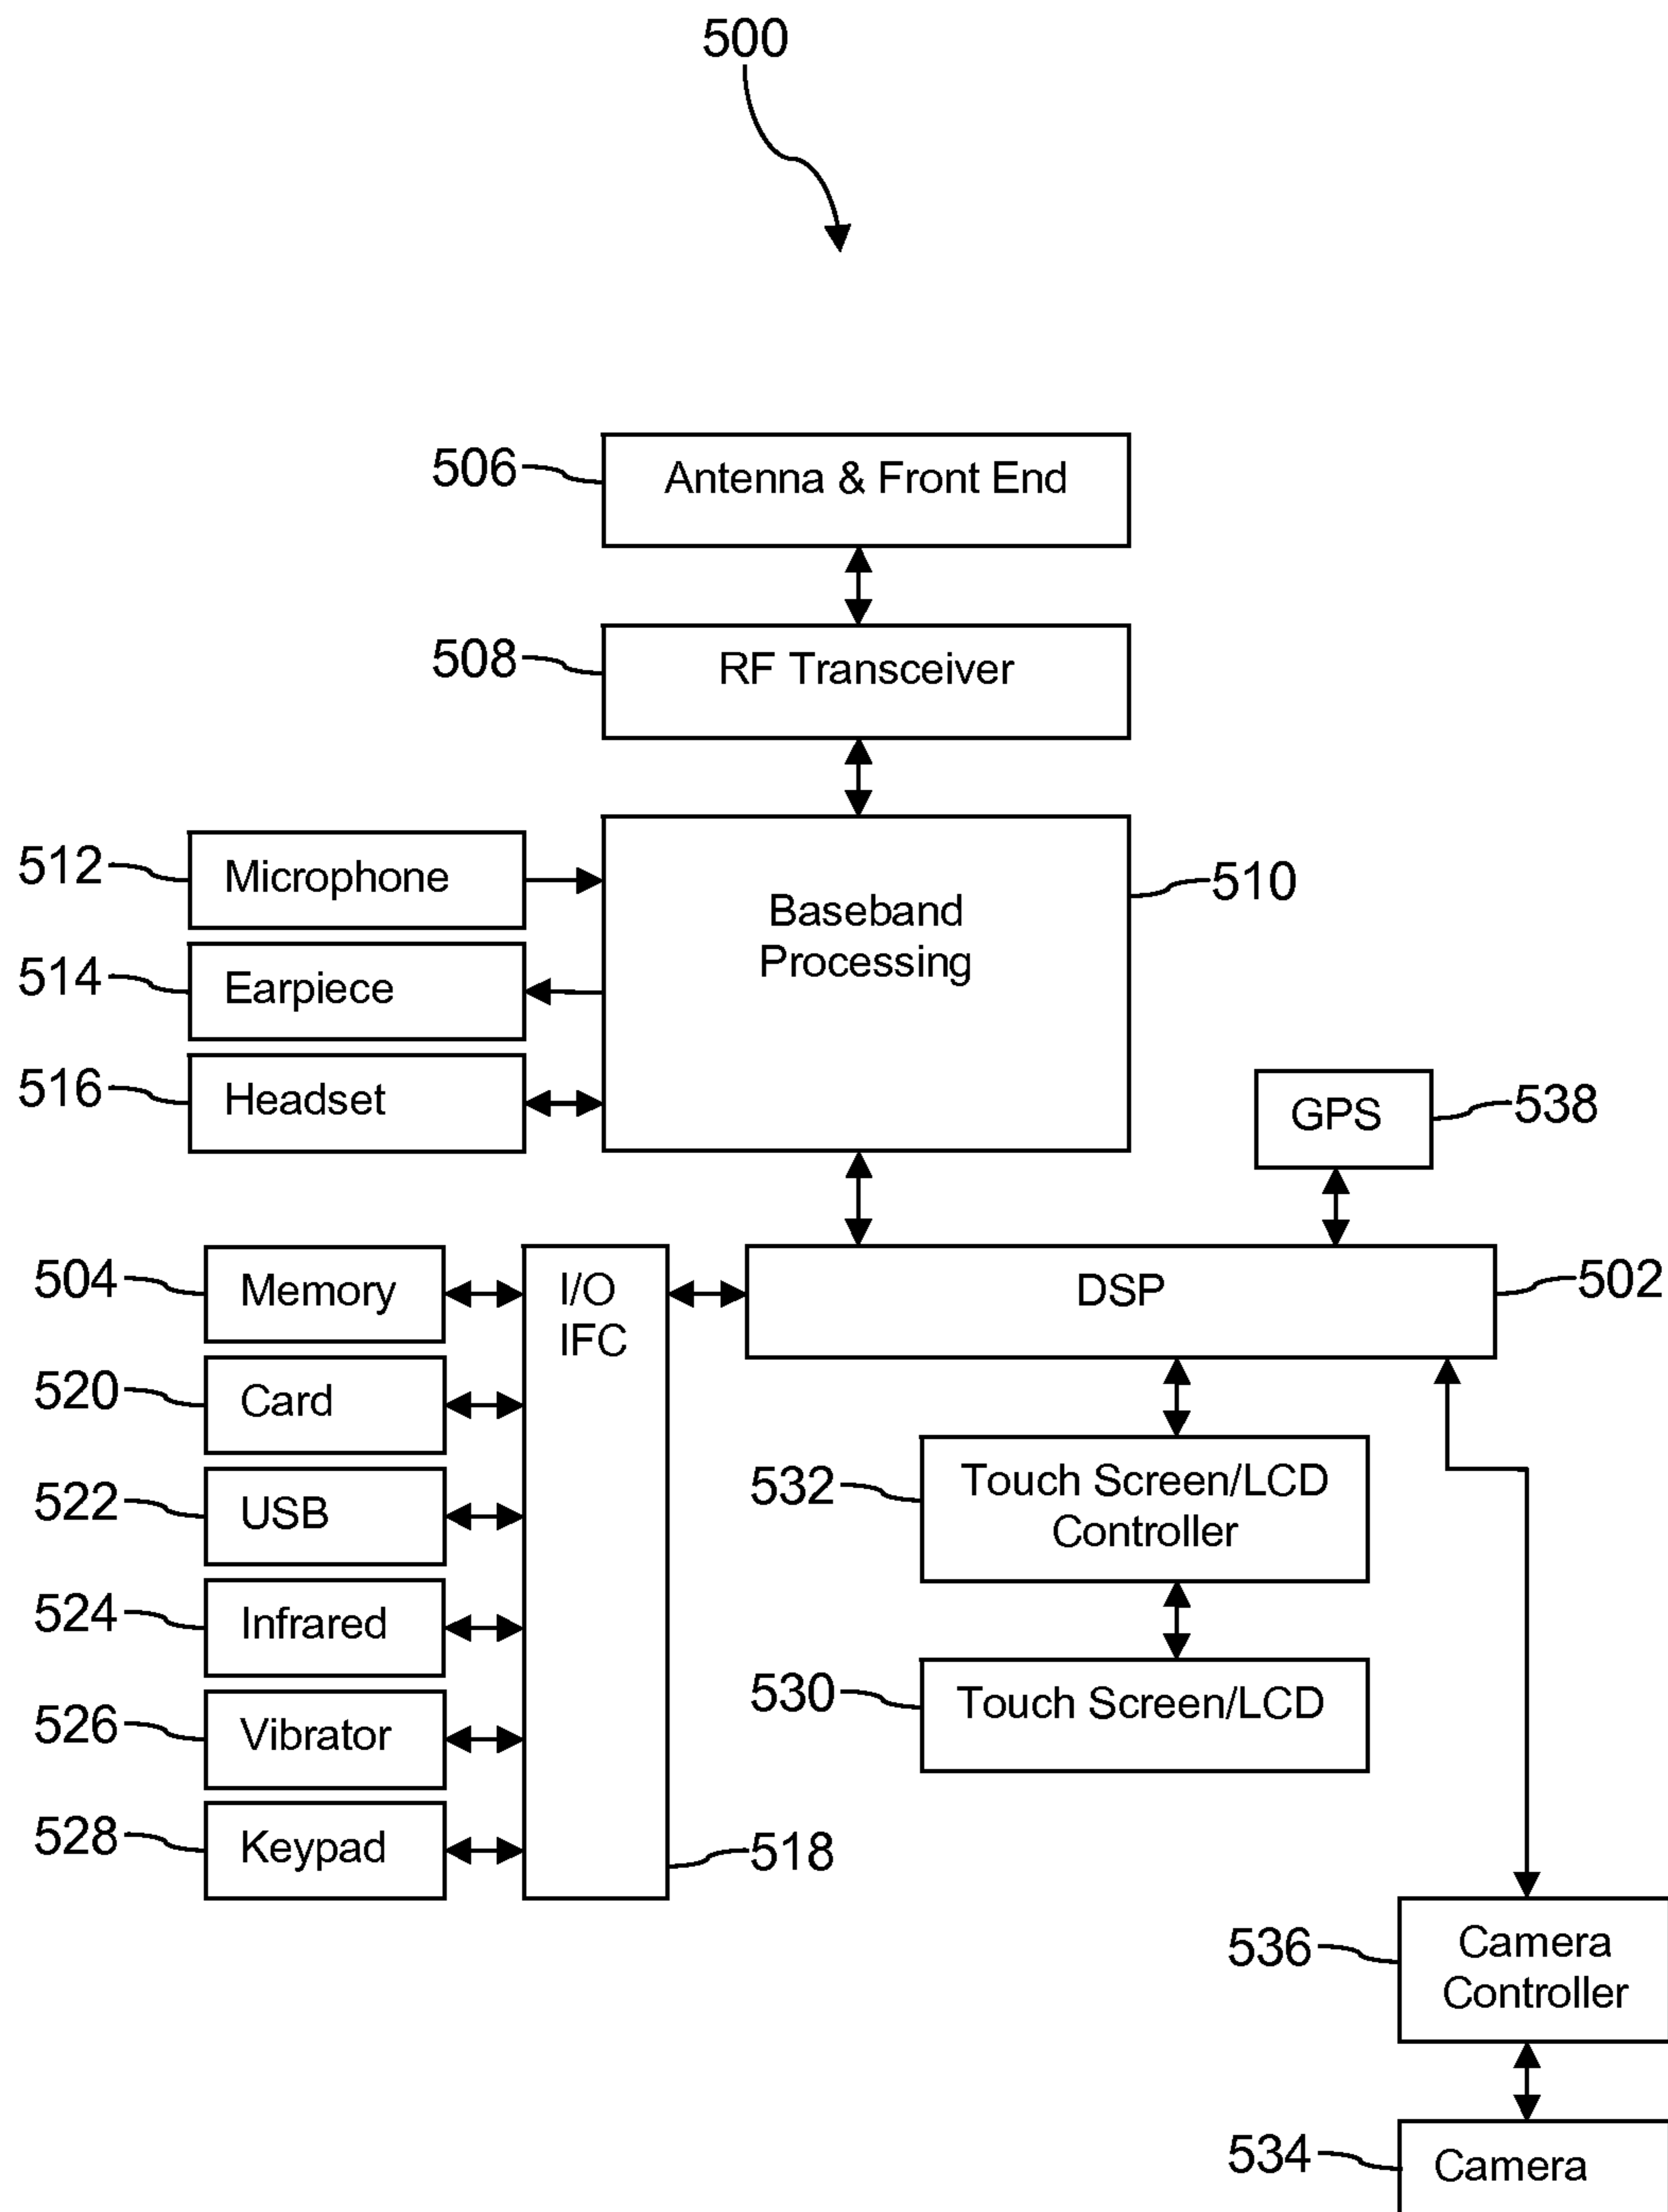 500
506
Antenna & Front End
508
RF Transceiver
512
Microphone
Baseband
Processing
510
514
Earpiece
516
Headset
GPS
538
504
Memory
I/O
IFC
DSP
502
520
Card
522
USB
532
Touch Screen/LCD
Controller
524
Infrared
530
Touch Screen/LCD
526
Vibrator
528
Keypad
518
536
Camera
Controller
534
Camera